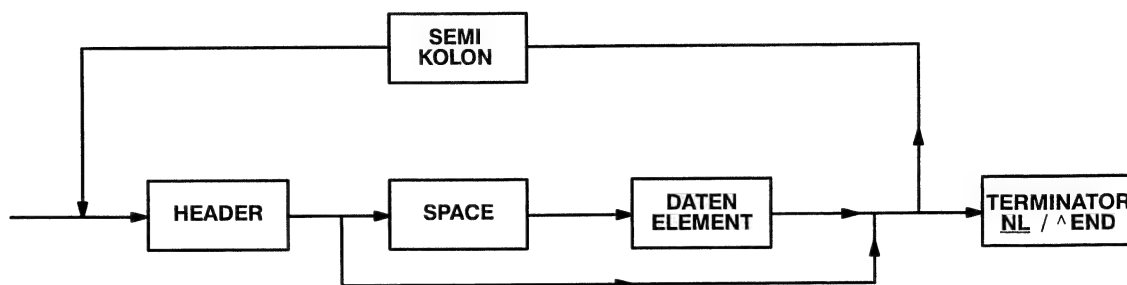 SEMI
KOLON
HEADER
SPACE
DATEN
ELEMENT
TERMINATOR
NL / ^END